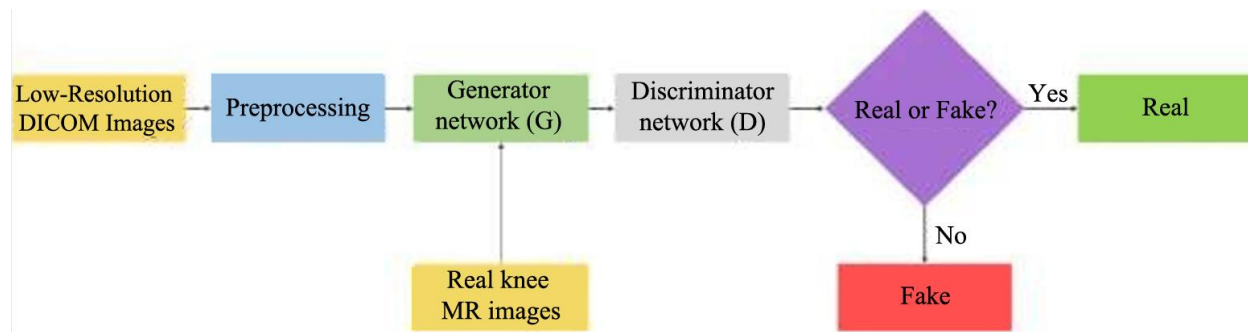 Low-Resolution
DICOM Images
Preprocessing
Generator
network (G)
Discriminator
network (D)
Real or Fake?
Yes
Real
No
Real knee
MR images
Fake